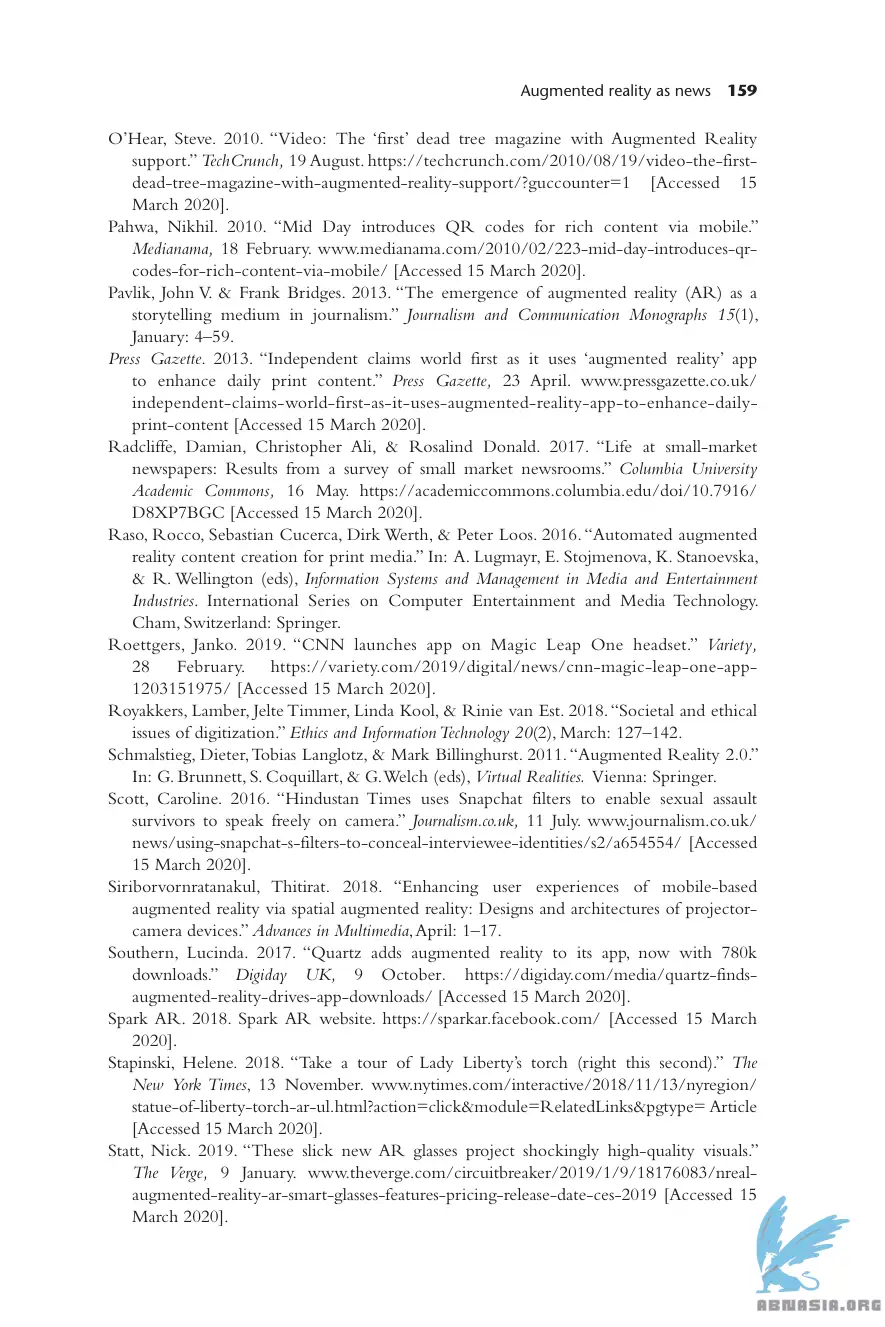 Augmented reality as news 159
O’Hear, Steve. 2010. “Video: The ‘first’ dead tree magazine with Augmented Reality
support.” TechCrunch, 19 August. https://techcrunch.com/2010/08/19/video-the-first-
dead-tree-magazine-with-augmented-reality-support/?guccounter=1 [Accessed 15
March 2020].
Pahwa, Nikhil. 2010. “Mid Day introduces QR codes for rich content via mobile.”
Medianama, 18 February. www.medianama.com/2010/02/223-mid-day-introduces-qr-
codes-for-rich-content-via-mobile/ [Accessed 15 March 2020].
Pavlik, John V. & Frank Bridges. 2013. “The emergence of augmented reality (AR) as a
storytelling medium in journalism.” Journalism and Communication Monographs 15(1),
January: 4–59.
Press Gazette. 2013. “Independent claims world first as it uses ‘augmented reality’ app
to enhance daily print content.” Press Gazette, 23 April. www.pressgazette.co.uk/
independent-claims-world-first-as-it-uses-augmented-reality-app-to-enhance-daily-
print-content [Accessed 15 March 2020].
Radcliffe, Damian, Christopher Ali, & Rosalind Donald. 2017. “Life at small-market
newspapers: Results from a survey of small market newsrooms.” Columbia University
Academic Commons, 16 May. https://academiccommons.columbia.edu/doi/10.7916/
D8XP7BGC [Accessed 15 March 2020].
Raso, Rocco, Sebastian Cucerca, Dirk Werth, & Peter Loos. 2016. “Automated augmented
reality content creation for print media.” In: A. Lugmayr, E. Stojmenova, K. Stanoevska,
& R. Wellington (eds), Information Systems and Management in Media and Entertainment
Industries. International Series on Computer Entertainment and Media Technology.
Cham, Switzerland: Springer.
Roettgers, Janko. 2019. “CNN launches app on Magic Leap One headset.” Variety,
28 February. https://variety.com/2019/digital/news/cnn-magic-leap-one-app-
1203151975/ [Accessed 15 March 2020].
Royakkers, Lamber, Jelte Timmer, Linda Kool, & Rinie van Est. 2018. “Societal and ethical
issues of digitization.” Ethics and Information Technology 20(2), March: 127–142.
Schmalstieg, Dieter, Tobias Langlotz, & Mark Billinghurst. 2011. “Augmented Reality 2.0.”
In: G. Brunnett, S. Coquillart, & G. Welch (eds), Virtual Realities. Vienna: Springer.
Scott, Caroline. 2016. “Hindustan Times uses Snapchat filters to enable sexual assault
survivors to speak freely on camera.” Journalism.co.uk, 11 July. www.journalism.co.uk/
news/using-snapchat-s-filters-to-conceal-interviewee-identities/s2/a654554/ [Accessed
15 March 2020].
Siriborvornratanakul, Thitirat. 2018. “Enhancing user experiences of mobile-based
augmented reality via spatial augmented reality: Designs and architectures of projector-
camera devices.” Advances in Multimedia, April: 1–17.
Southern, Lucinda. 2017. “Quartz adds augmented reality to its app, now with 780k
downloads.” Digiday UK, 9 October. https://digiday.com/media/quartz-finds-
augmented-reality-drives-app-downloads/ [Accessed 15 March 2020].
Spark AR. 2018. Spark AR website. https://sparkar.facebook.com/ [Accessed 15 March
2020].
Stapinski, Helene. 2018. “Take a tour of Lady Liberty’s torch (right this second).” The
New York Times, 13 November. www.nytimes.com/interactive/2018/11/13/nyregion/
statue-of-liberty-torch-ar-ul.html?action=click&module=RelatedLinks&pgtype= Article
[Accessed 15 March 2020].
Statt, Nick. 2019. “These slick new AR glasses project shockingly high-quality visuals.”
The Verge, 9 January. www.theverge.com/circuitbreaker/2019/1/9/18176083/nreal-
augmented-reality-ar-smart-glasses-features-pricing-release-date-ces-2019 [Accessed 15
March 2020].
ABNASIA.ORG